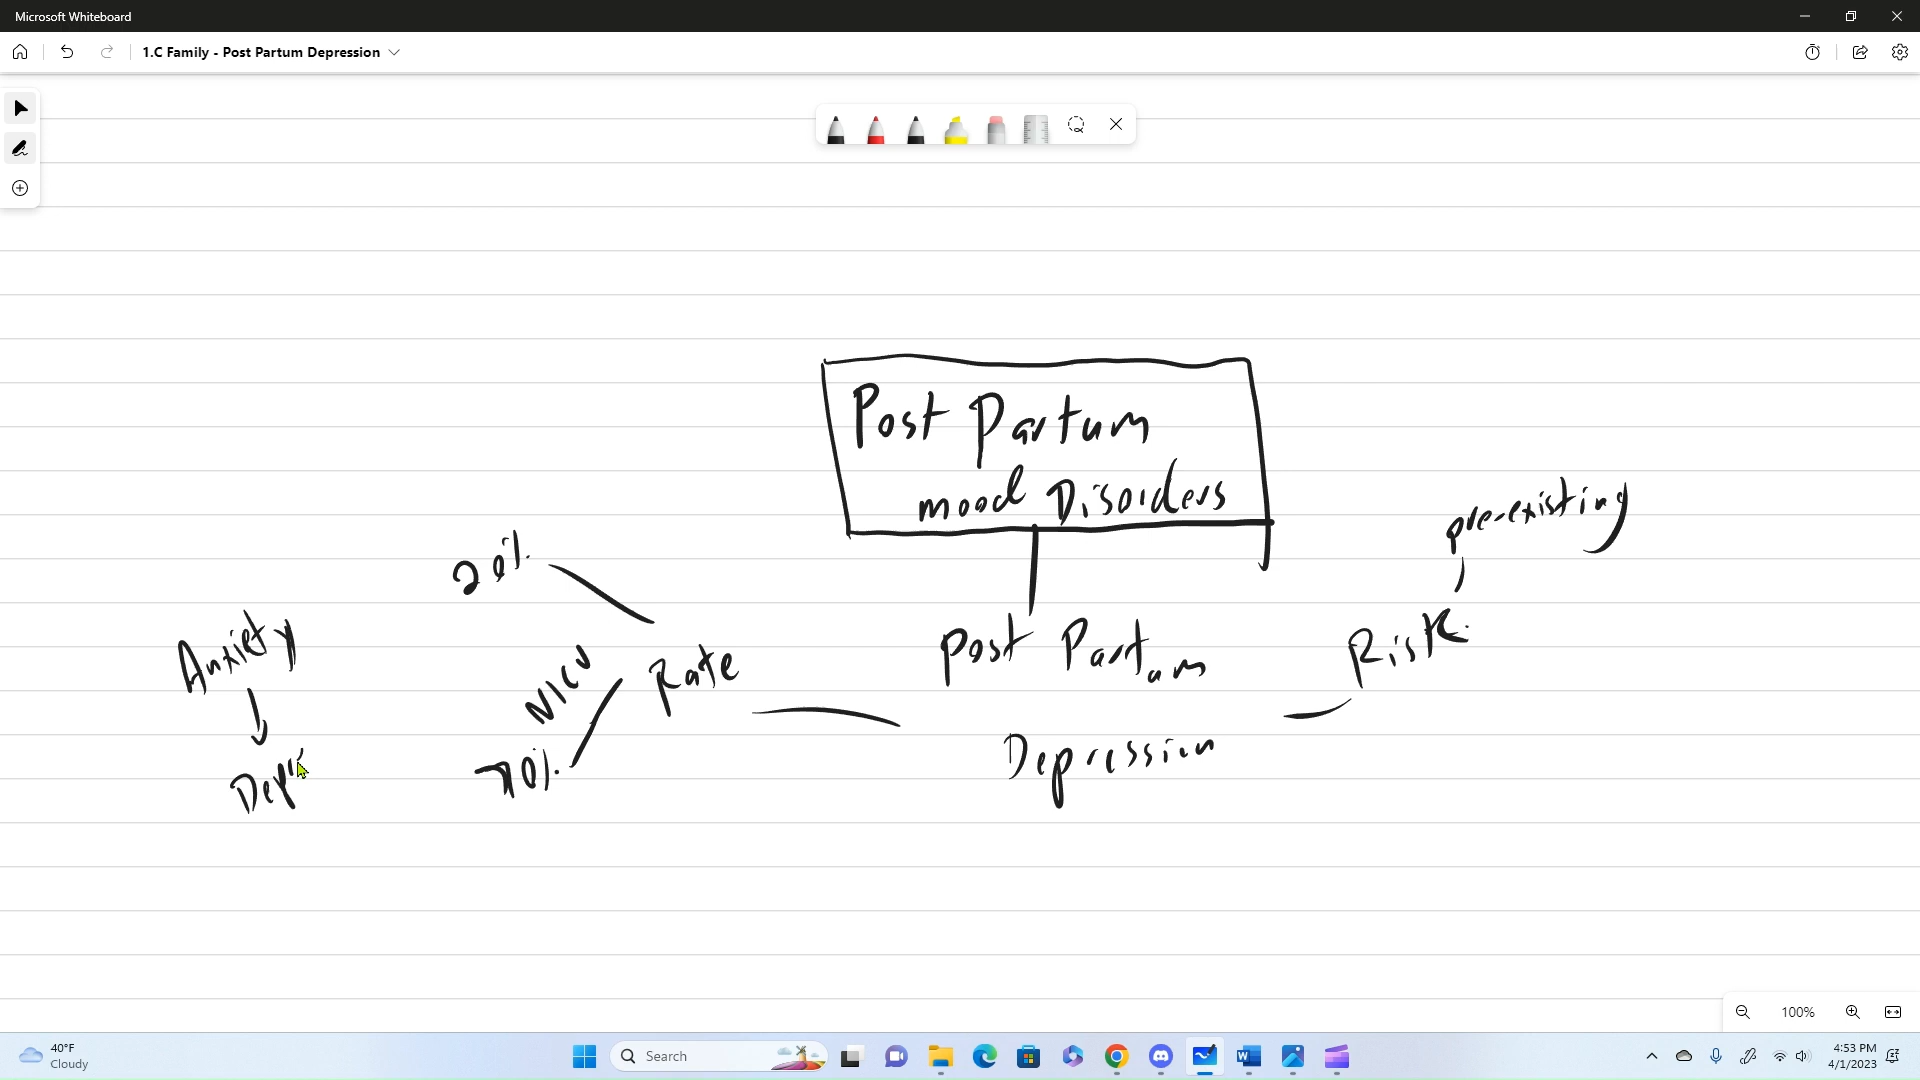 Microsoft Whiteboard
1.C Family - Post Partum Depression
Post Partum
mood Disorders
pre-existing
20%
Anxiety
NICU
Rate
Post Partum
Risk
Depression
70%
Depr
100%
40°F
Cloudy
Search
4:53 PM
4/1/2023